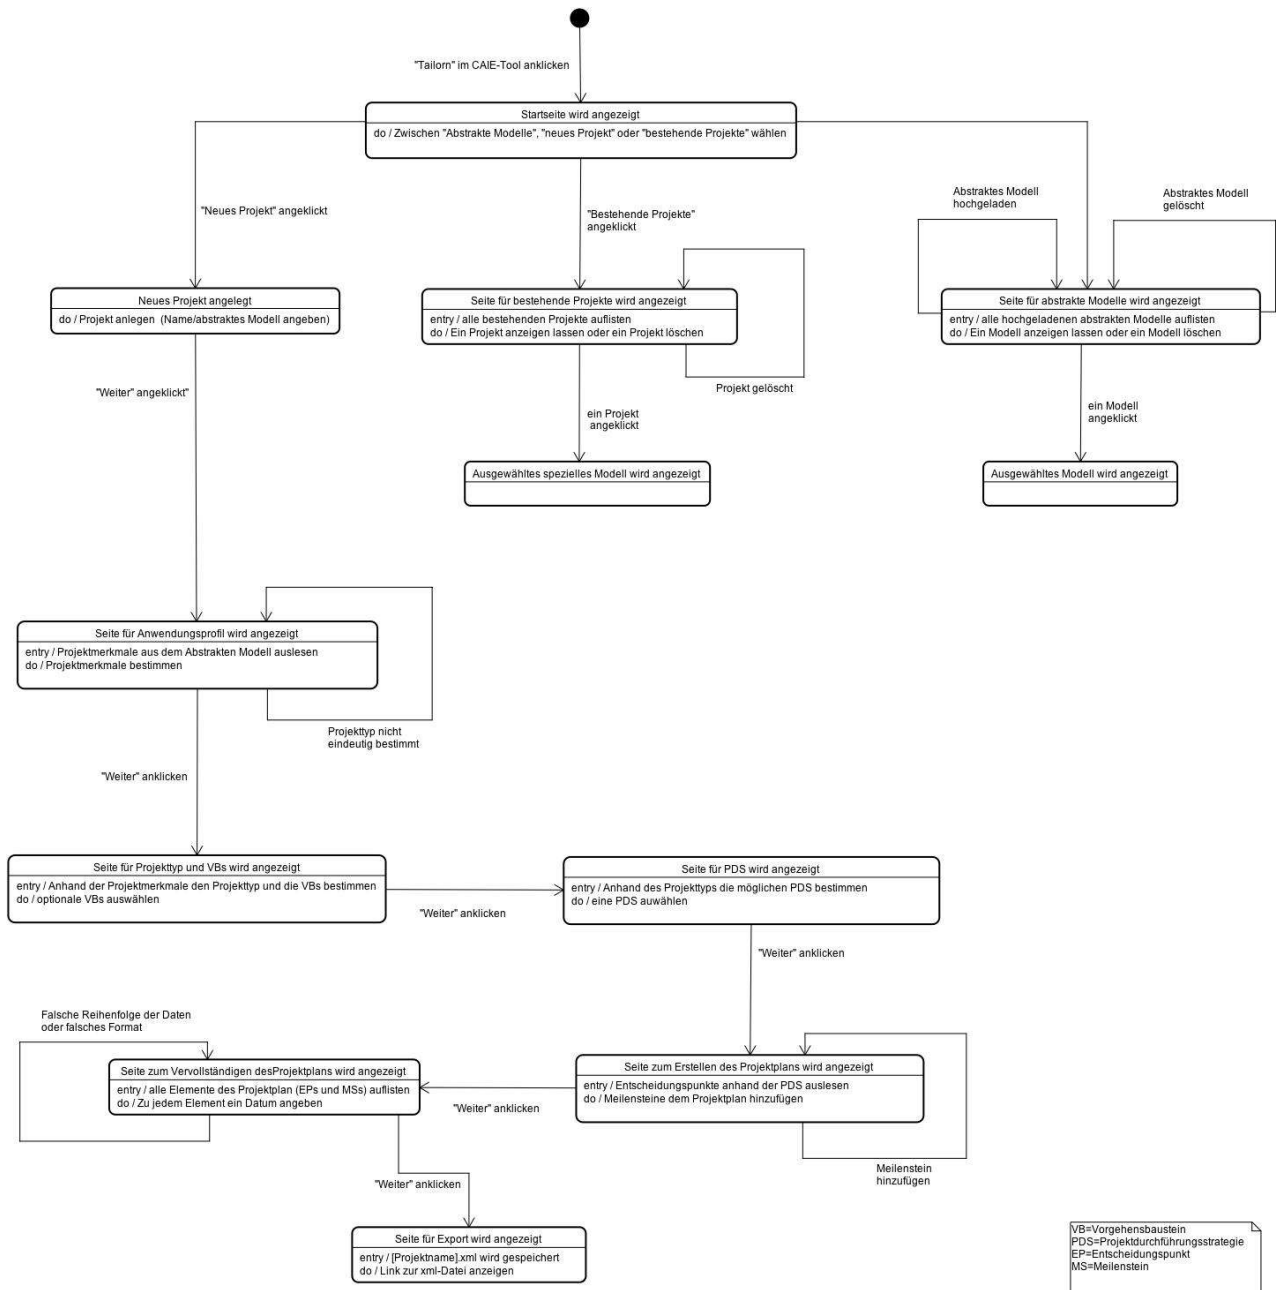 "Tailorn" im CAIE-Tool anklicken
Startseite wird angezeigt
do / Zwischen "Abstrakte Modelle", "neues Projekt" oder "bestehende Projekte" wählen
"Neues Projekt" angeklickt
"Bestehende Projekte"
angeklickt
Abstraktes Modell
hochgeladen
Abstraktes Modell
gelöscht
Neues Projekt angelegt
do / Projekt anlegen (Name/abstraktes Modell angeben)
Seite für bestehende Projekte wird angezeigt
entry / alle bestehenden Projekte auflisten
do / Ein Projekt anzeigen lassen oder ein Projekt löschen
Seite für abstrakte Modelle wird angezeigt
entry / alle hochgeladenen abstrakten Modelle auflisten
do / Ein Modell anzeigen lassen oder ein Modell löschen
"Weiter" angeklickt"
Projekt gelöscht
ein Projekt
angeklickt
ein Modell
angeklickt
Ausgewähltes spezielles Modell wird angezeigt
Ausgewähltes Modell wird angezeigt
Seite für Anwendungsprofil wird angezeigt
entry / Projektmerkmale aus dem Abstrakten Modell auslesen
do / Projektmerkmale bestimmen
Projekttyp nicht
eindeutig bestimmt
"Weiter" anklicken
Seite für Projekttyp und VBs wird angezeigt
entry / Anhand der Projektmerkmale den Projekttyp und die VBs bestimmen
do / optionale VBs auswählen
"Weiter" anklicken
Seite für PDS wird angezeigt
entry / Anhand des Projekttyps die möglichen PDS bestimmen
do / eine PDS auwählen
"Weiter" anklicken
Falsche Reihenfolge der Daten
oder falsches Format
Seite zum Vervollständigen desProjektplans wird angezeigt
entry / alle Elemente des Projektplan (EPs und MSs) auflisten
do / Zu jedem Element ein Datum angeben
"Weiter" anklicken
Seite zum Erstellen des Projektplans wird angezeigt
entry / Entscheidungspunkte anhand der PDS auslesen
do / Meilensteine dem Projektplan hinzufügen
Meilenstein
hinzufügen
"Weiter" anklicken
Seite für Export wird angezeigt
entry / [Projektname].xml wird gespeichert
do / Link zur xml-Datei anzeigen
VB=Vorgehensbaustein
PDS=Projektdurchführungsstrategie
EP=Entscheidungspunkt
MS=Meilenstein